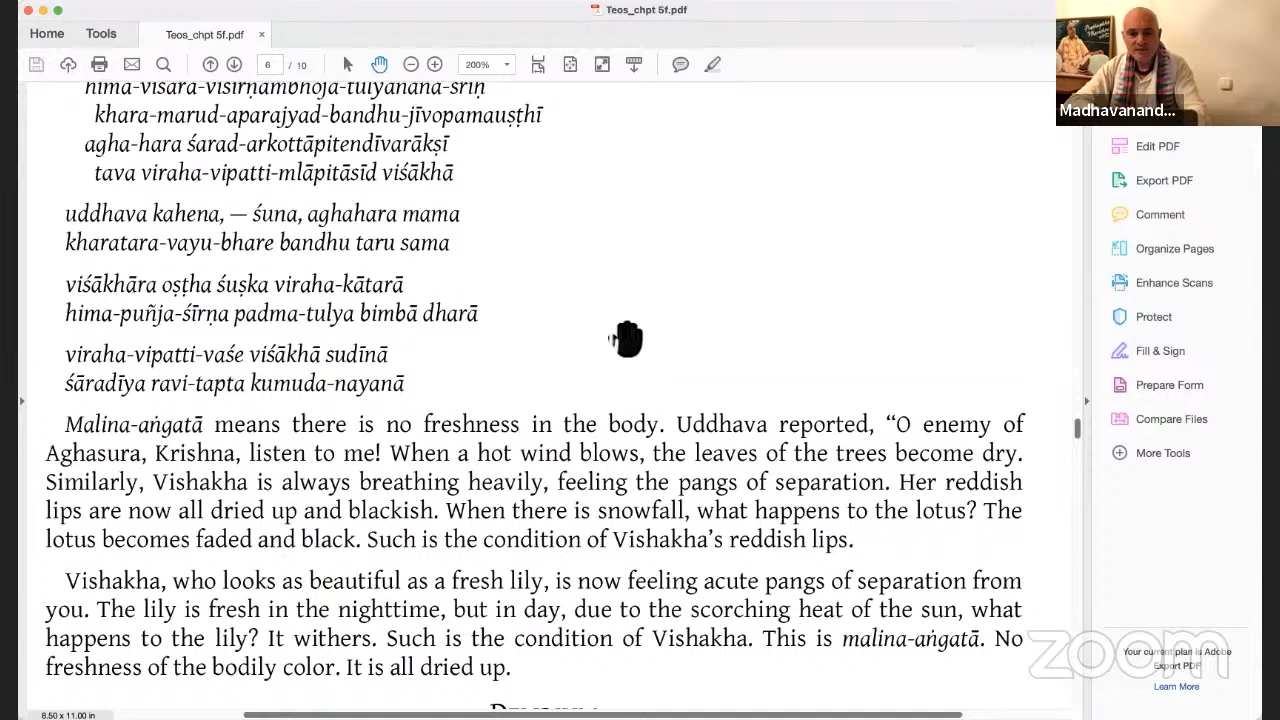 Teos_chpt 5f.pdf
Home Tools Teos_chpt 5f.pdf ×
6 / 10 200%
hima-visara-viśīrṇāmbhoja-tulyānana-śrīḥ
khara-marud-aparajyad-bandhu-jīvopamauṣṭhī
agha-hara śarad-arkottāpitendīvarākṣī
tava viraha-vipatti-mlāpitāsīd viśākhā
uddhava kahena, — śuna, aghahara mama
kharatara-vayu-bhare bandhu taru sama
viśākhāra oṣṭha śuṣka viraha-kātarā
hima-puñja-śīrṇa padma-tulya bimbā dharā
viraha-vipatti-vaśe viśākhā sudīnā
śāradīya ravi-tapta kumuda-nayanā
Malina-aṅgatā means there is no freshness in the body. Uddhava reported, “O enemy of
Aghasura, Krishna, listen to me! When a hot wind blows, the leaves of the trees become dry.
Similarly, Vishakha is always breathing heavily, feeling the pangs of separation. Her reddish
lips are now all dried up and blackish. When there is snowfall, what happens to the lotus? The
lotus becomes faded and black. Such is the condition of Vishakha’s reddish lips.
Vishakha, who looks as beautiful as a fresh lily, is now feeling acute pangs of separation from
you. The lily is fresh in the nighttime, but in day, due to the scorching heat of the sun, what
happens to the lily? It withers. Such is the condition of Vishakha. This is malina-aṅgatā. No
freshness of the bodily color. It is all dried up.
8.50 x 11.00 in
Madhavanand...
Edit PDF
Export PDF
Comment
Organize Pages
Enhance Scans
Protect
Fill & Sign
Prepare Form
Compare Files
More Tools
zoom
Your current plan is Adobe
Export PDF
Learn More